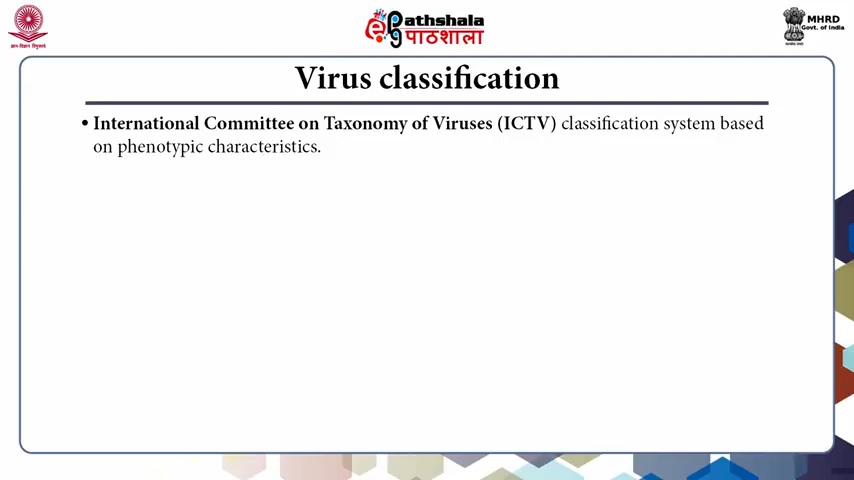 ePathshala
पाठशाला
MHRD
Govt. of India
Virus classification
• International Committee on Taxonomy of Viruses (ICTV) classification system based
on phenotypic characteristics.